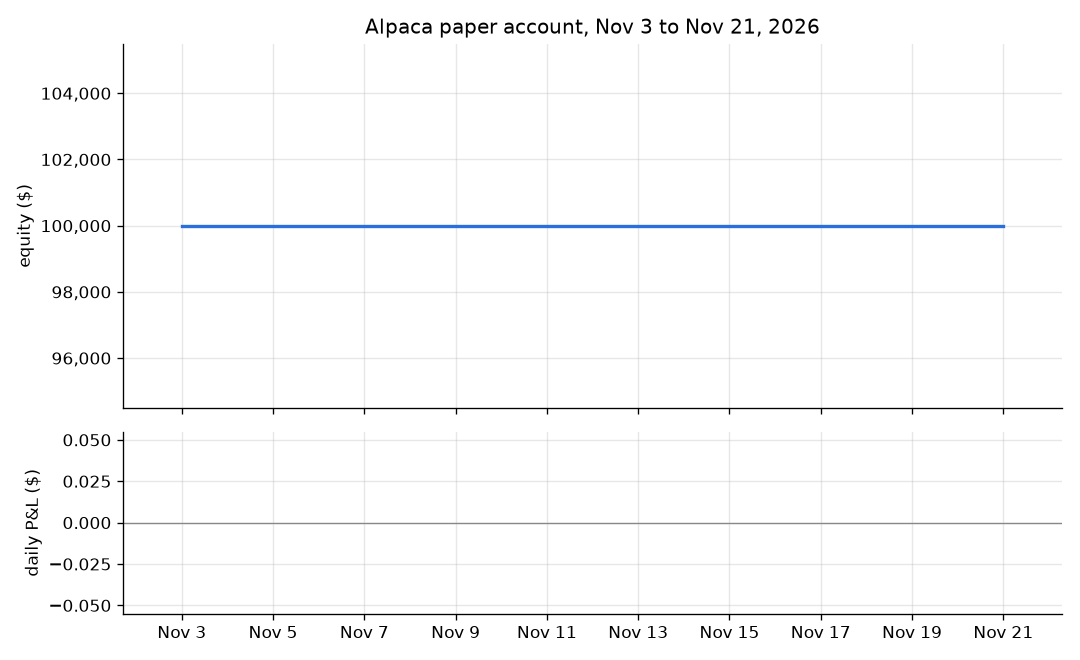 Alpaca paper account, Nov 3 to Nov 21, 2026
equity ($)
104,000
102,000
100,000
98,000
96,000
daily P&L ($)
0.050
0.025
0.000
−0.025
−0.050
Nov 3 Nov 5 Nov 7 Nov 9 Nov 11 Nov 13 Nov 15 Nov 17 Nov 19 Nov 21